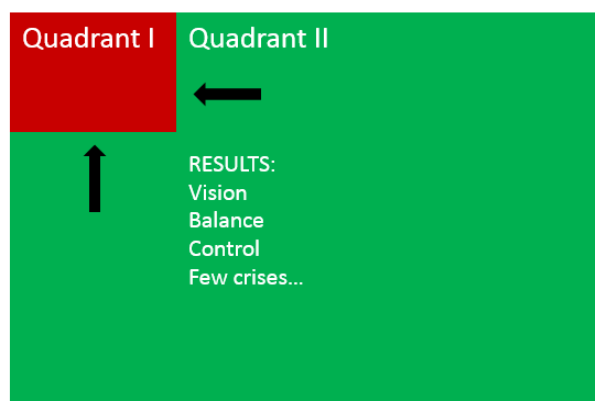 Quadrant I
Quadrant II
RESULTS:
Vision
Balance
Control
Few crises...